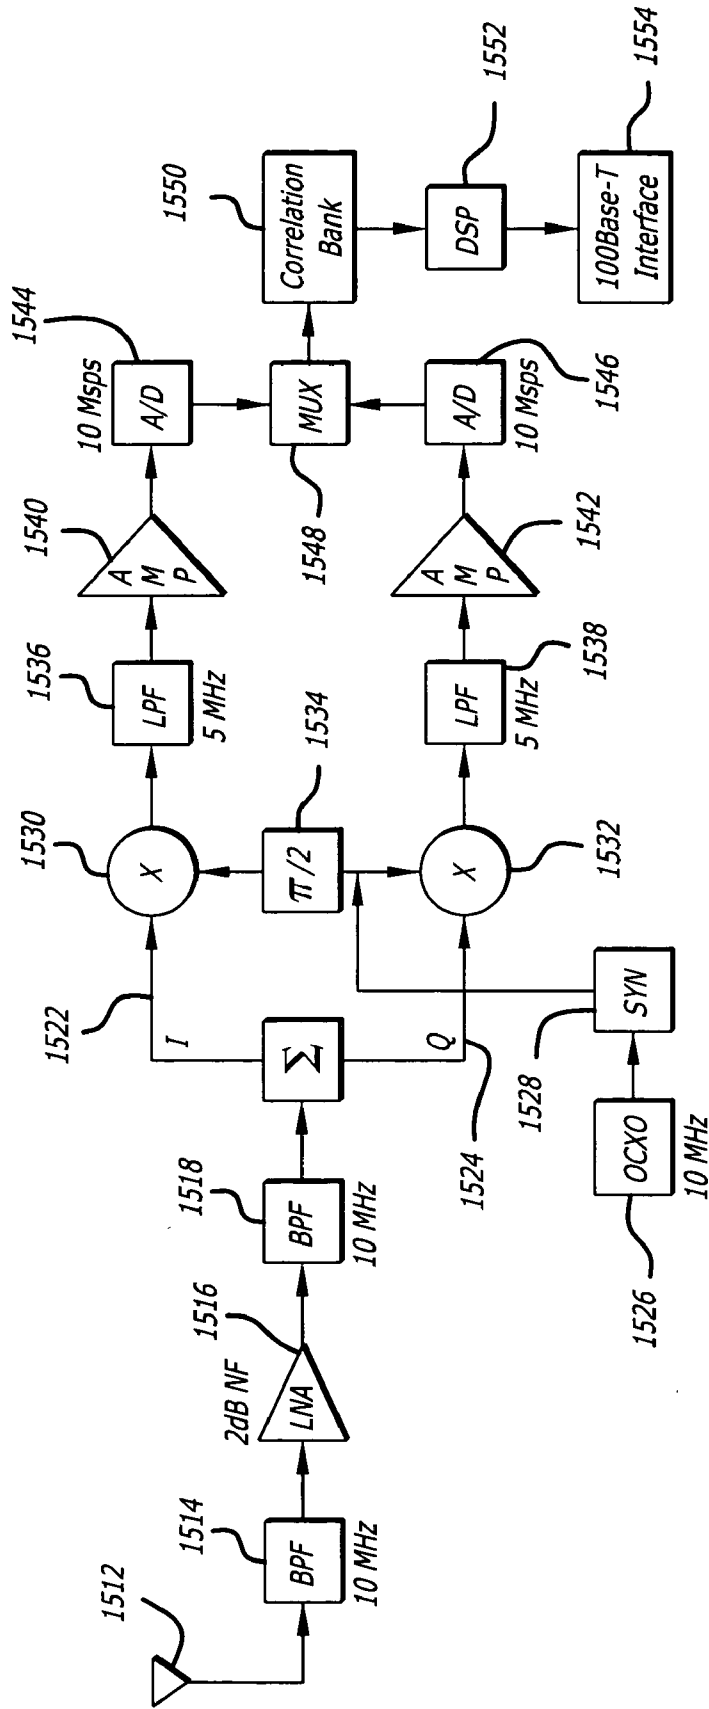 1512
1514
BPF
10 MHz
2dB NF
LNA
1516
1518
BPF
10 MHz
Σ
I
1522
Q
1524
OCXO
10 MHz
1526
SYN
1528
X
1530
π/2
1534
X
1532
LPF
5 MHz
1536
LPF
5 MHz
1538
A
M
P
1540
A
M
P
1542
10 Msps
A/D
1544
MUX
1548
A/D
10 Msps
1546
Correlation
Bank
1550
DSP
1552
100Base-T
Interface
1554